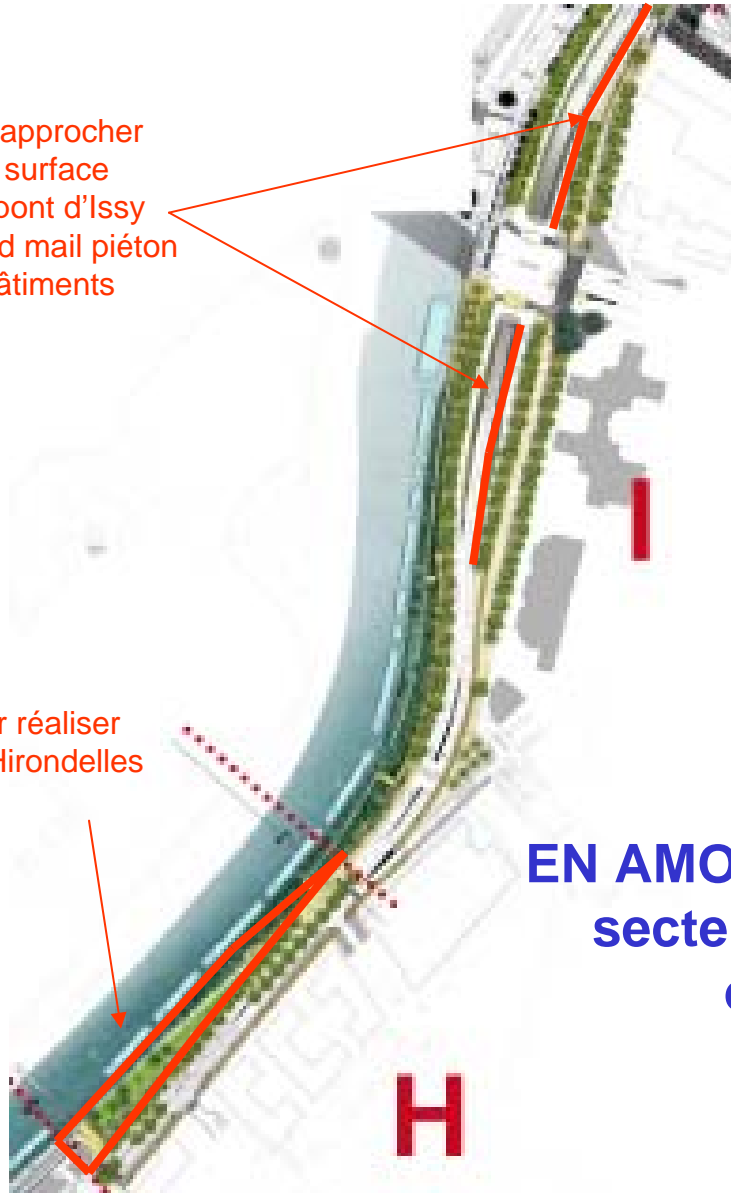 approcher
surface
pont d'Issy
d mail piéton
âtiments
I
r réaliser
Hirondelles
EN AMO
secte
H